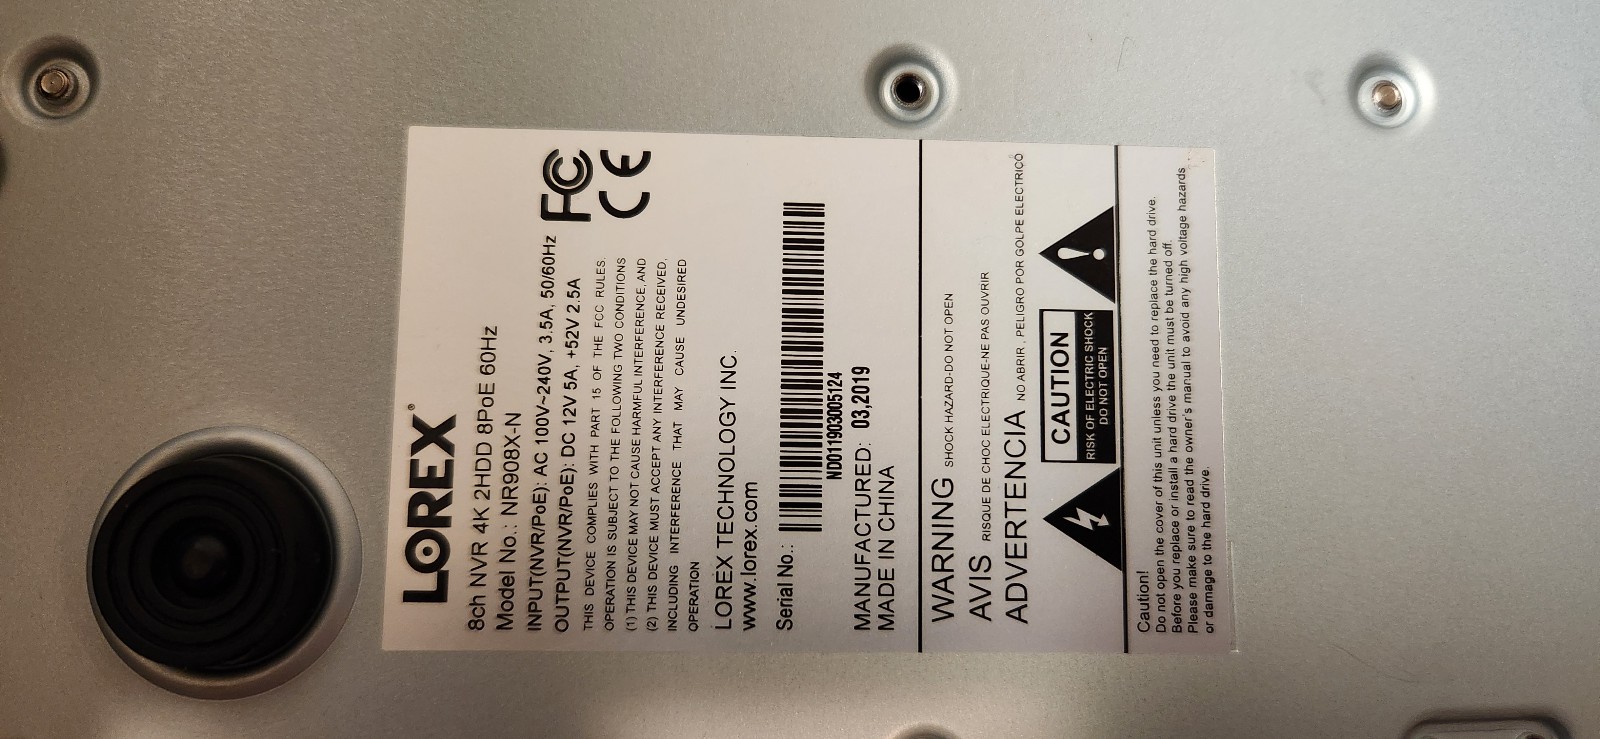 LOREX®
8ch NVR 4K 2HDD 8PoE 60Hz
Model No.: NR908X-N
INPUT(NVR/PoE): AC 100V~240V, 3.5A, 50/60Hz
OUTPUT(NVR/PoE): DC 12V 5A, +52V 2.5A
FC CE
THIS DEVICE COMPLIES WITH PART 15 OF THE FCC RULES.
OPERATION IS SUBJECT TO THE FOLLOWING TWO CONDITIONS
(1) THIS DEVICE MAY NOT CAUSE HARMFUL INTERFERENCE, AND
(2) THIS DEVICE MUST ACCEPT ANY INTERFERENCE RECEIVED,
INCLUDING INTERFERENCE THAT MAY CAUSE UNDESIRED
OPERATION
LOREX TECHNOLOGY INC.
www.lorex.com
Serial No.:
ND011903005124
MANUFACTURED: 03,2019
MADE IN CHINA
WARNING SHOCK HAZARD-DO NOT OPEN
AVIS RISQUE DE CHOC ELECTRIQUE-NE PAS OUVRIR
ADVERTENCIA NO ABRIR , PELIGRO POR GOLPE ELECTRICO
CAUTION
RISK OF ELECTRIC SHOCK
DO NOT OPEN
Caution!
Do not open the cover of this unit unless you need to replace the hard drive.
Before you replace or install a hard drive the unit must be turned off.
Please make sure to read the owner's manual to avoid any high voltage hazards
or damage to the hard drive.